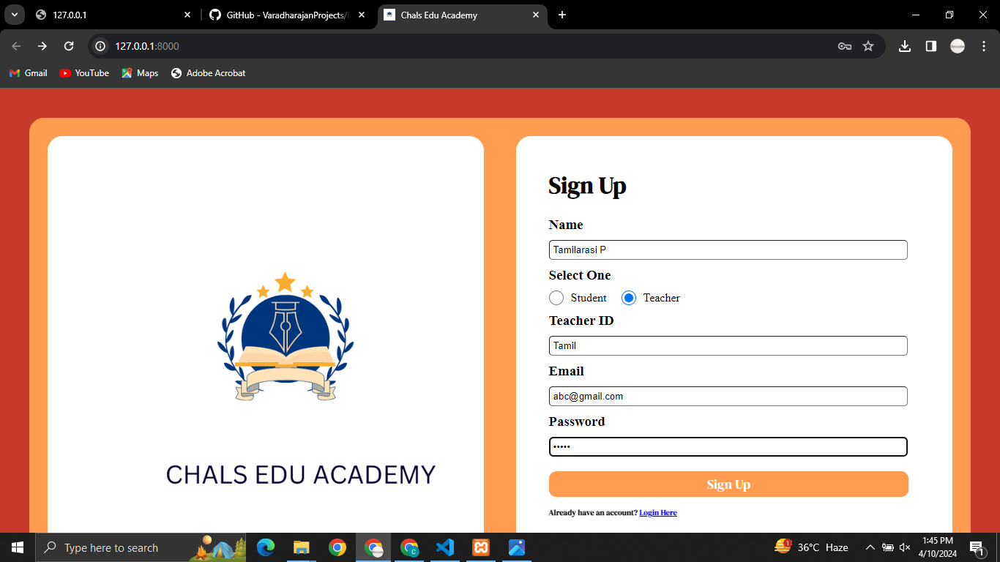 127.0.0.1
GitHub - VaradharajanProjects/
Chals Edu Academy
127.0.0.1:8000
Gmail
YouTube
Maps
Adobe Acrobat
CHALS EDU ACADEMY
Sign Up
Name
Tamilarasi P
Select One
Student
Teacher
Teacher ID
Tamil
Email
abc@gmail.com
Password
•••••
Sign Up
Already have an account? Login Here
Type here to search
C
1
36°C Haze
1:45 PM
4/10/2024
1